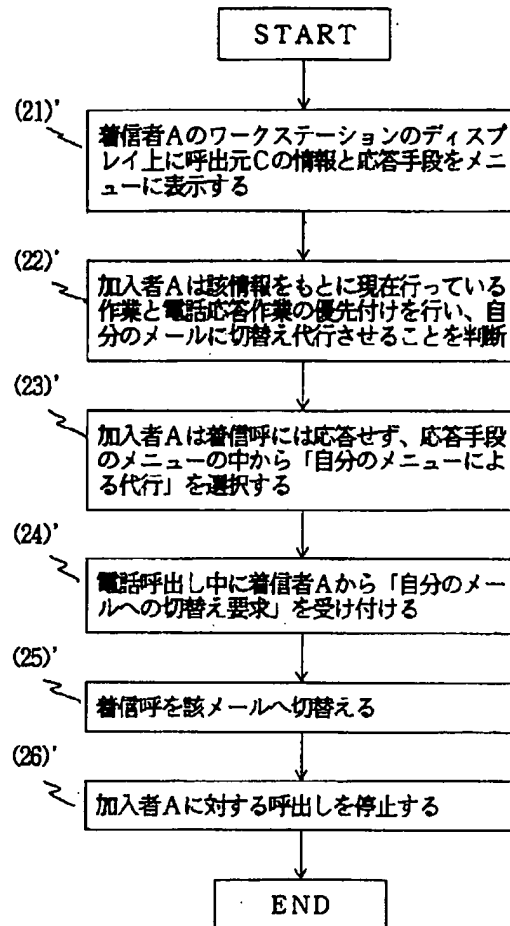 START
(21)'
着信者Aのワークステーションのディスプ
レイ上に呼出元Cの情報と応答手段をメニ
ューに表示する
(22)'
加入者Aは該情報をもとに現在行っている
作業と電話応答作業の優先付けを行い、自
分のメールに切替え代行させることを判断
(23)'
加入者Aは着信呼には応答せず、応答手段
のメニューの中から「自分のメニューによ
る代行」を選択する
(24)'
電話呼出し中に着信者Aから「自分のメー
ルへの切替え要求」を受け付ける
(25)'
着信呼を該メールへ切替える
(26)'
加入者Aに対する呼出しを停止する
END